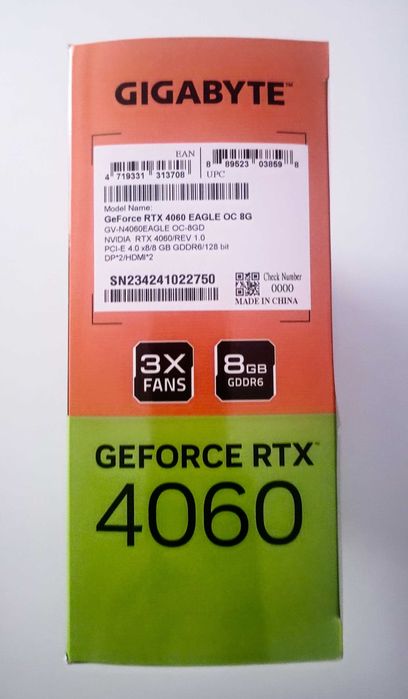 GIGABYTE™
EAN
4 719331 313708
8 89523 03859 8
UPC
Model Name:
GeForce RTX 4060 EAGLE OC 8G
GV-N4060EAGLE OC-8GD
NVIDIA RTX 4060/REV 1.0
PCI-E 4.0 x8/8 GB GDDR6/128 bit
DP*2/HDMI*2
SN234241022750
Check Number
0000
MADE IN CHINA
3X
FANS
8GB
GDDR6
GEFORCE RTX™
4060